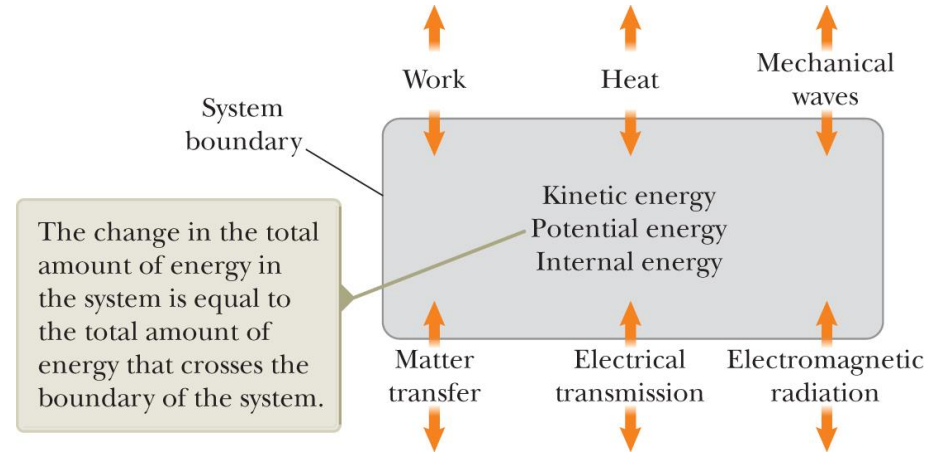 Work
Heat
Mechanical
waves
System
boundary
Kinetic energy
Potential energy
Internal energy
The change in the total
amount of energy in
the system is equal to
the total amount of
energy that crosses the
boundary of the system.
Matter
transfer
Electrical
transmission
Electromagnetic
radiation